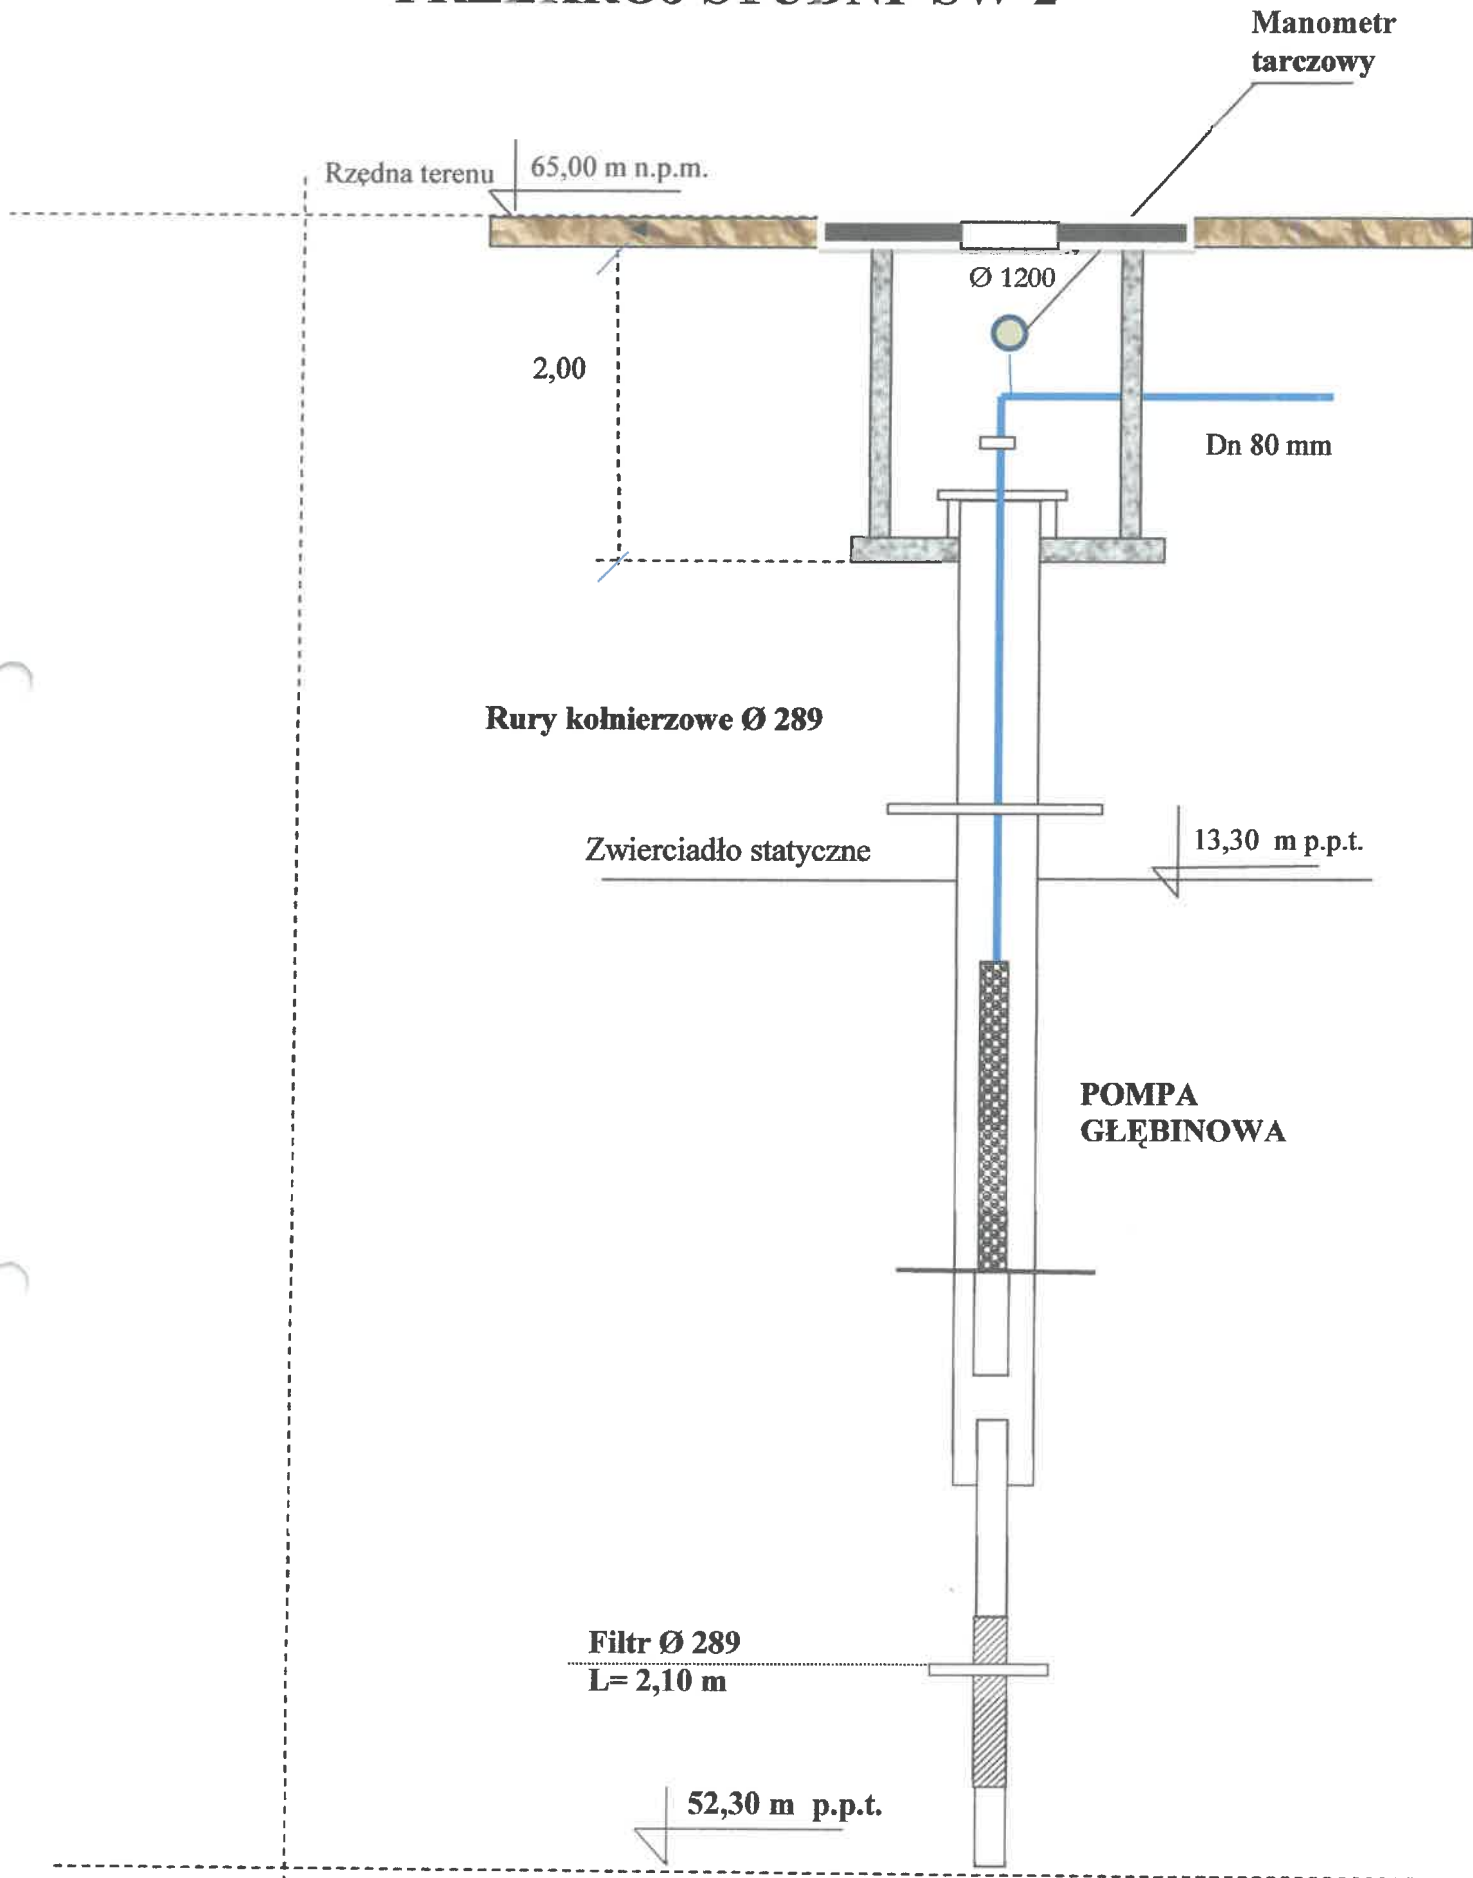 Manometr
tarczowy
Rzędna terenu
65,00 m n.p.m.
Ø 1200
2,00
Dn 80 mm
Rury kołnierzowe Ø 289
Zwierciadło statyczne
13,30 m p.p.t.
POMPA
GŁĘBINOWA
Filtr Ø 289
L= 2,10 m
52,30 m p.p.t.